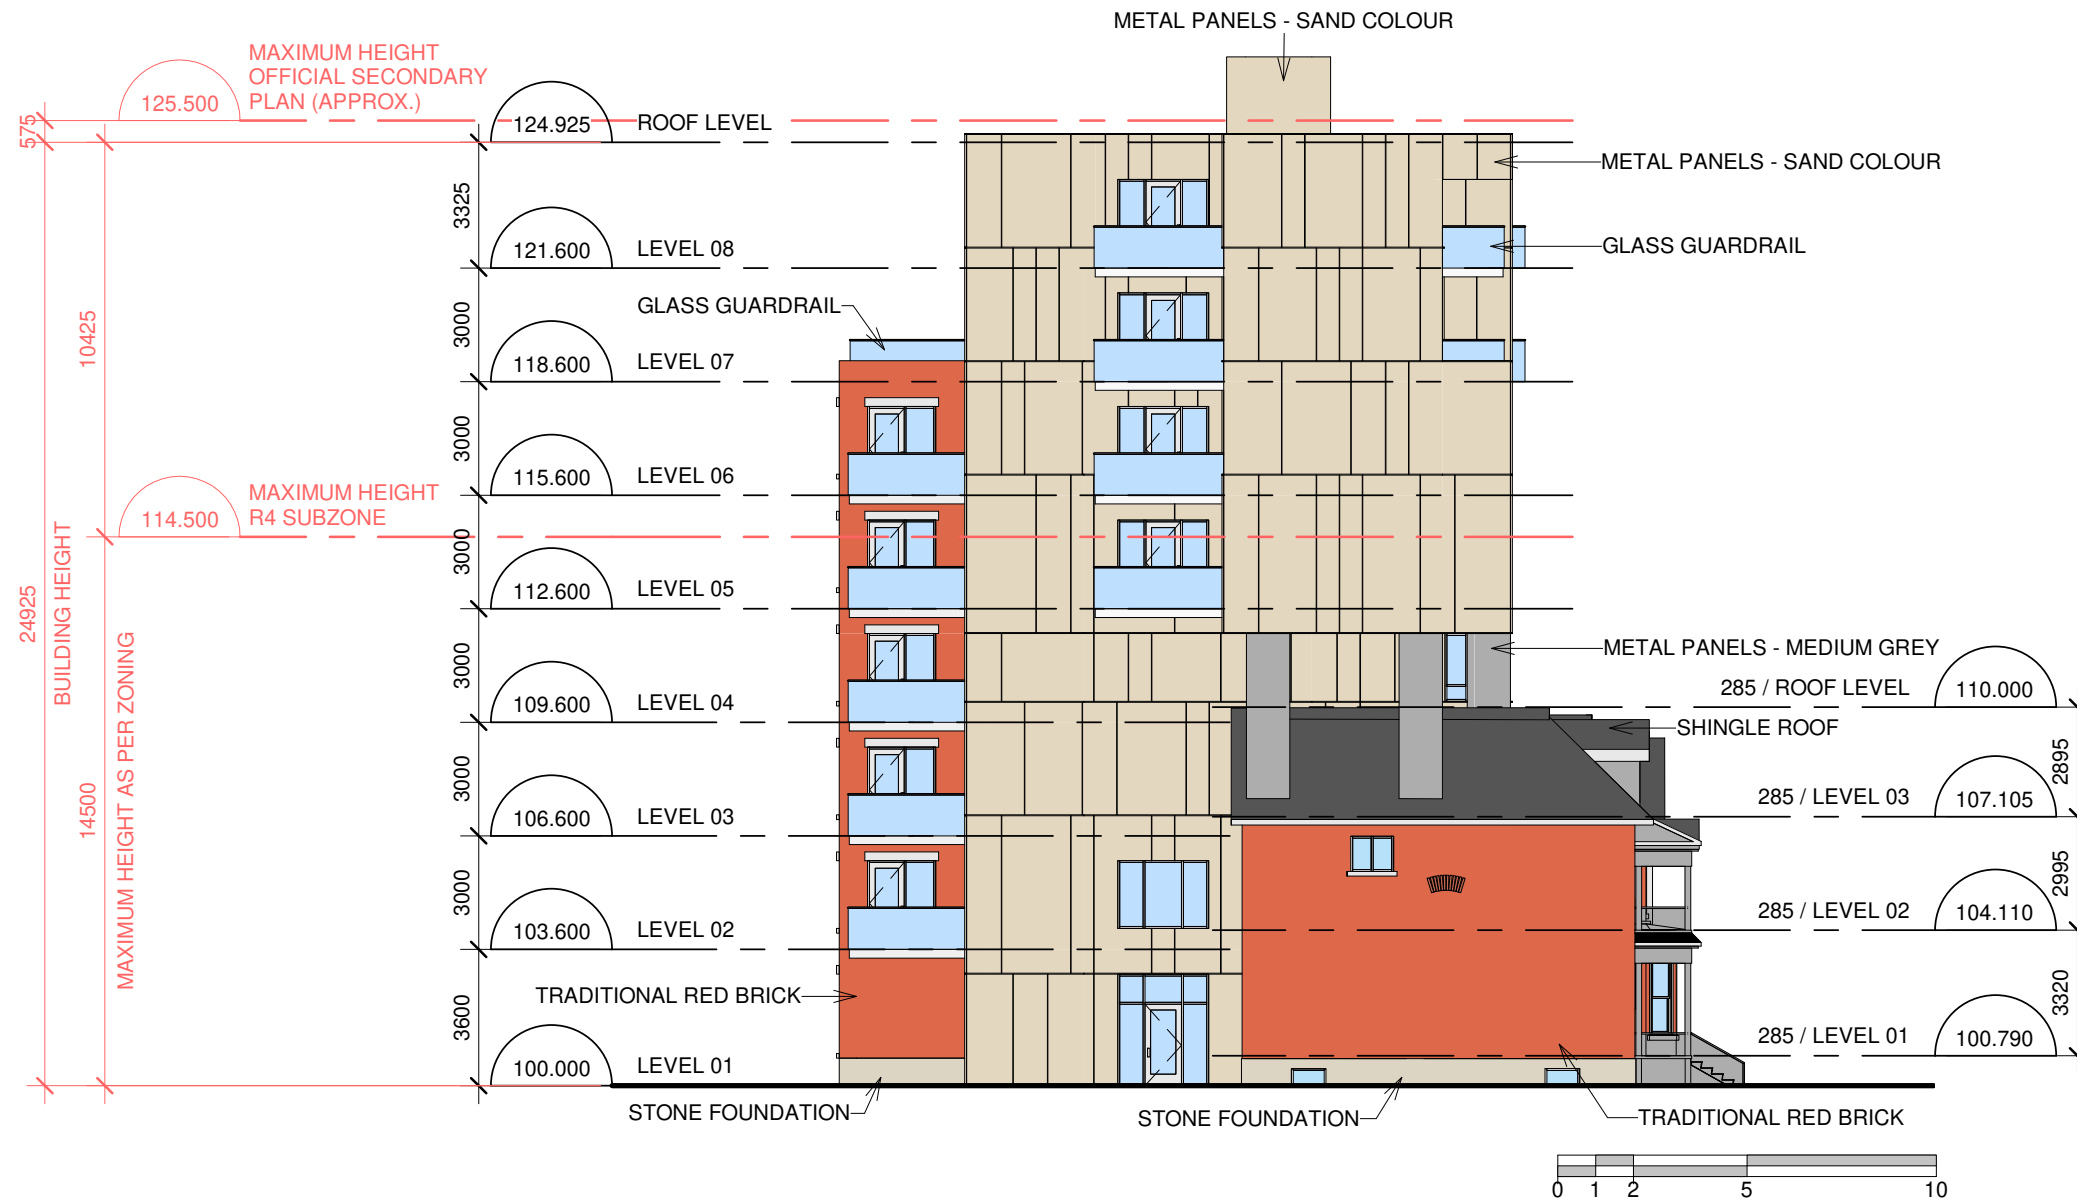 METAL PANELS - SAND COLOUR
MAXIMUM HEIGHT
OFFICIAL SECONDARY
PLAN (APPROX.)
125.500
575
124.925
ROOF LEVEL
METAL PANELS - SAND COLOUR
3325
121.600
LEVEL 08
GLASS GUARDRAIL
GLASS GUARDRAIL
10425
3000
118.600
LEVEL 07
3000
115.600
LEVEL 06
MAXIMUM HEIGHT
R4 SUBZONE
114.500
3000
112.600
LEVEL 05
24925
BUILDING HEIGHT
14500
MAXIMUM HEIGHT AS PER ZONING
3000
109.600
LEVEL 04
METAL PANELS - MEDIUM GREY
285 / ROOF LEVEL
110.000
SHINGLE ROOF
2895
3000
106.600
LEVEL 03
285 / LEVEL 03
107.105
2995
3000
103.600
LEVEL 02
285 / LEVEL 02
104.110
TRADITIONAL RED BRICK
3320
3600
100.000
LEVEL 01
285 / LEVEL 01
100.790
STONE FOUNDATION
STONE FOUNDATION
TRADITIONAL RED BRICK
0 1 2 5 10